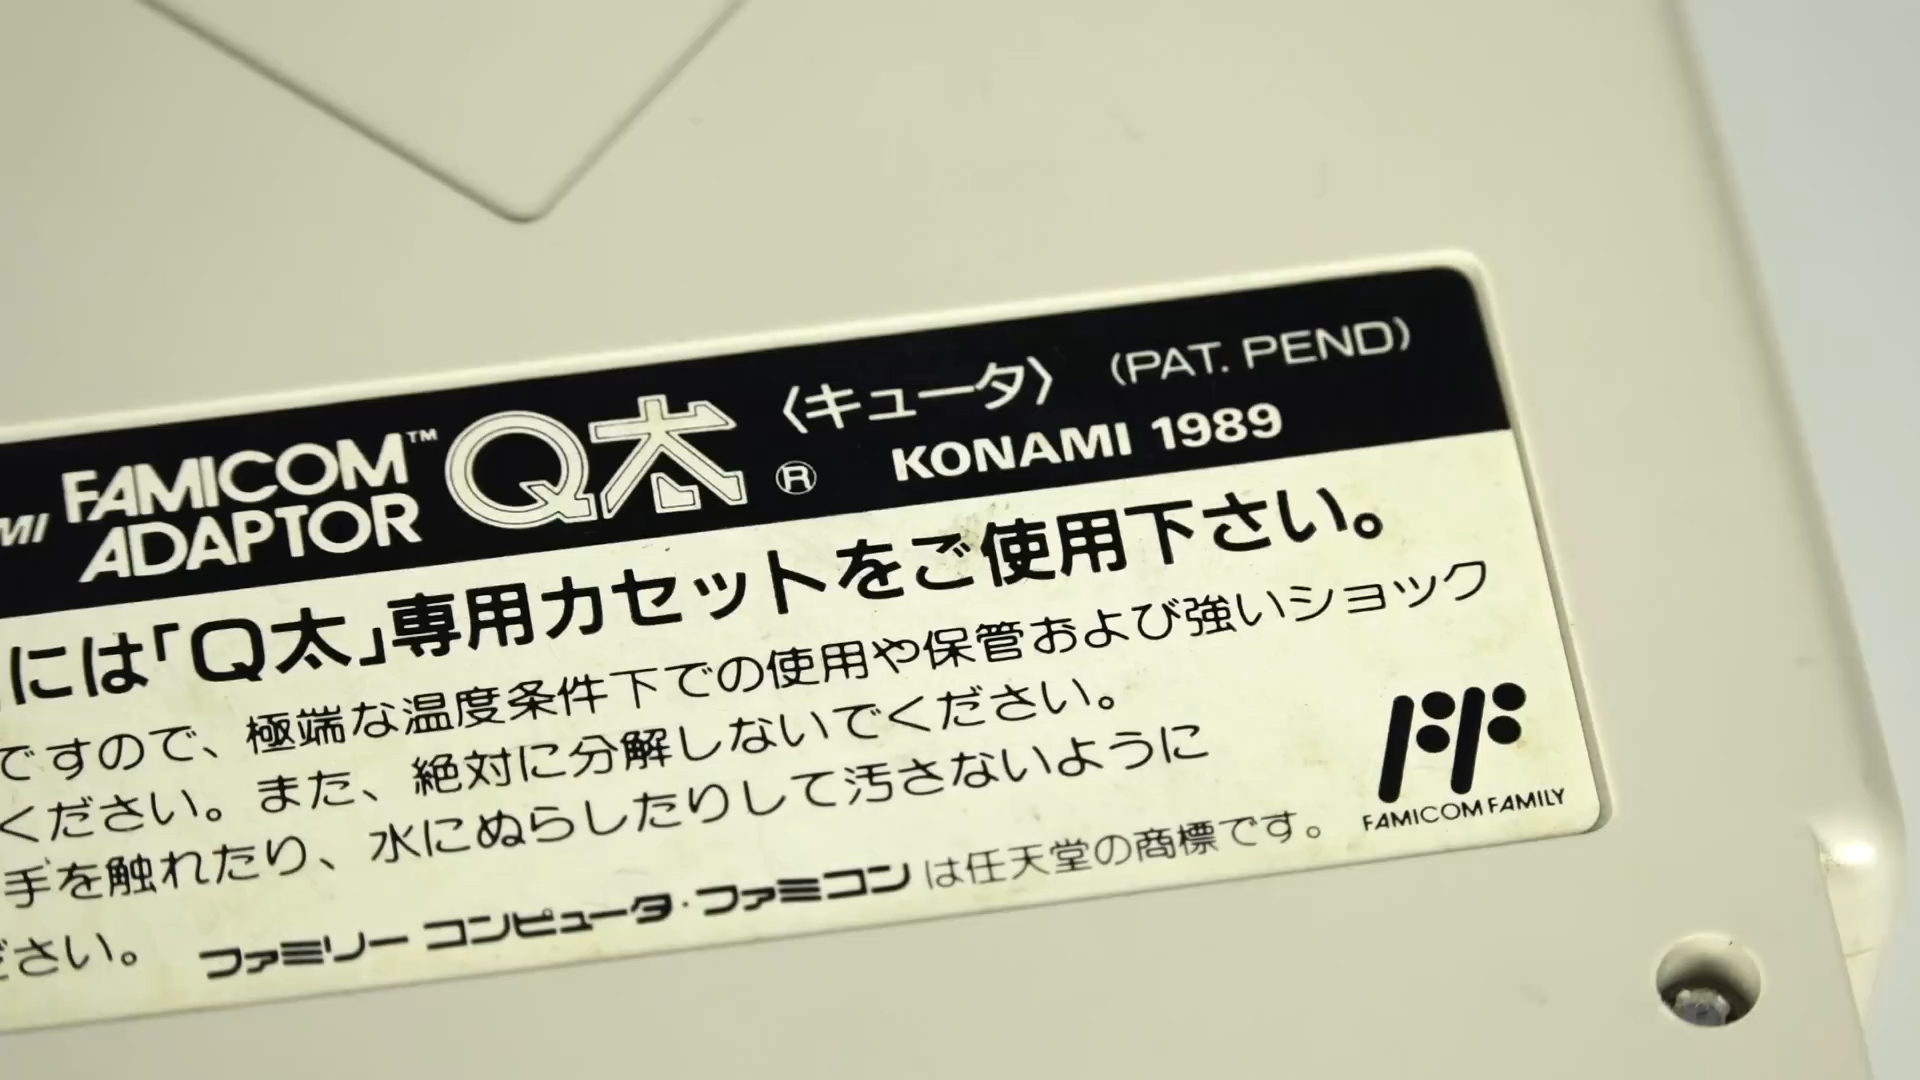 FAMICOM™ ADAPTOR Q太® 〈キュータ〉 (PAT. PEND)
KONAMI 1989
には「Q太」専用カセットをご使用下さい。
ですので、極端な温度条件下での使用や保管および強いショック
ください。また、絶対に分解しないでください。
手を触れたり、水にぬらしたりして汚さないように
ださい。
ファミリーコンピュータ・ファミコンは任天堂の商標です。
FAMICOM FAMILY